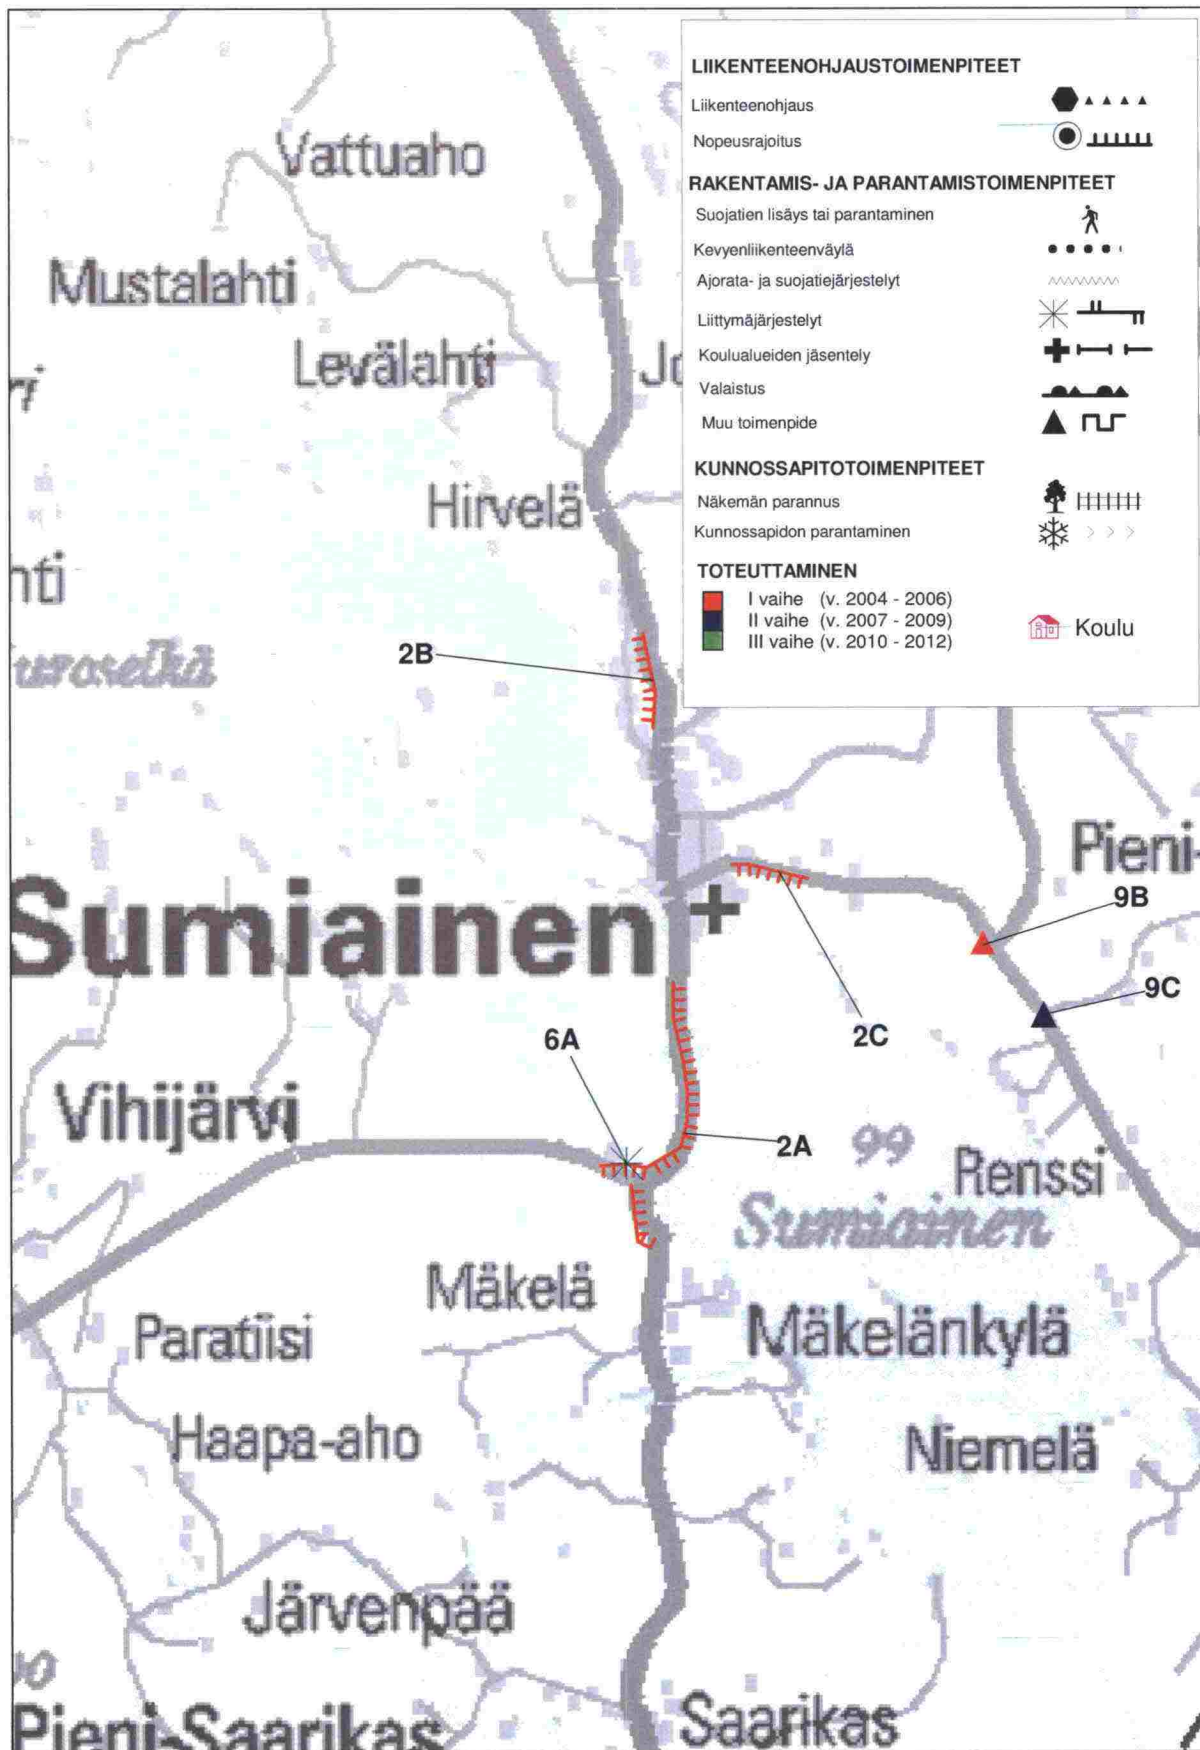 LIIKENTEENOHJAUSTOIMENPITEET
Liikenteenohjaus
Nopeusrajoitus
RAKENTAMIS- JA PARANTAMISTOIMENPITEET
Suojatien lisäys tai parantaminen
Kevyenliikenteenväylä
Ajorata- ja suojatiejärjestelyt
Liittymäjärjestelyt
Koulualueiden jäsentely
Valaistus
Muu toimenpide
KUNNOSSAPITOTOIMENPITEET
Näkemän parannus
Kunnossapidon parantaminen
TOTEUTTAMINEN
I vaihe (v. 2004 - 2006)
II vaihe (v. 2007 - 2009)
III vaihe (v. 2010 - 2012)
Koulu
Vattuaho
Mustalahti
Levälahti
Jo
Hirvelä
hti
2B
Pieni-
9B
Sumiainen
9C
2C
6A
Vihijärvi
2A
99
Renssi
Sumiainen
Mäkelä
Paratiisi
Mäkelänkylä
Haapa-aho
Niemelä
Järvenpää
Pieni-Saarikas
Saarikas